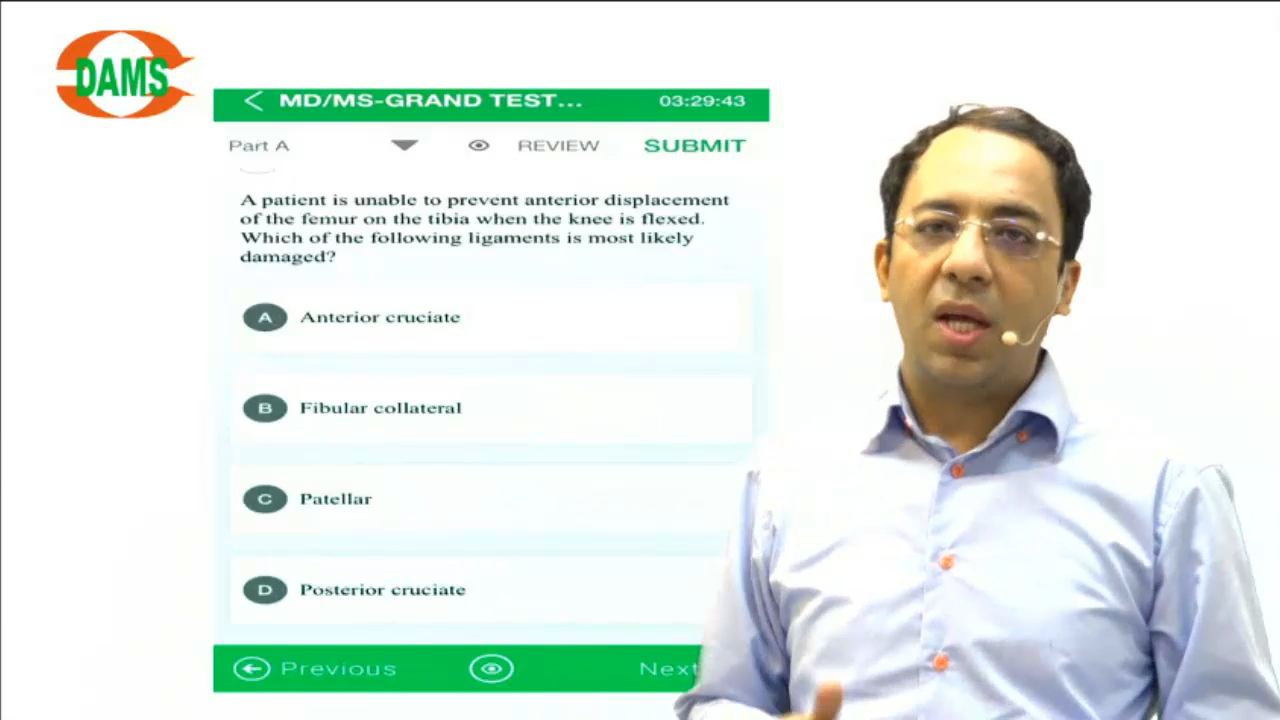 DAMS
MD/MS-GRAND TEST...
03:29:43
Part A
REVIEW
SUBMIT
A patient is unable to prevent anterior displacement
of the femur on the tibia when the knee is flexed.
Which of the following ligaments is most likely
damaged?
A Anterior cruciate
B Fibular collateral
C Patellar
D Posterior cruciate
Previous
Next